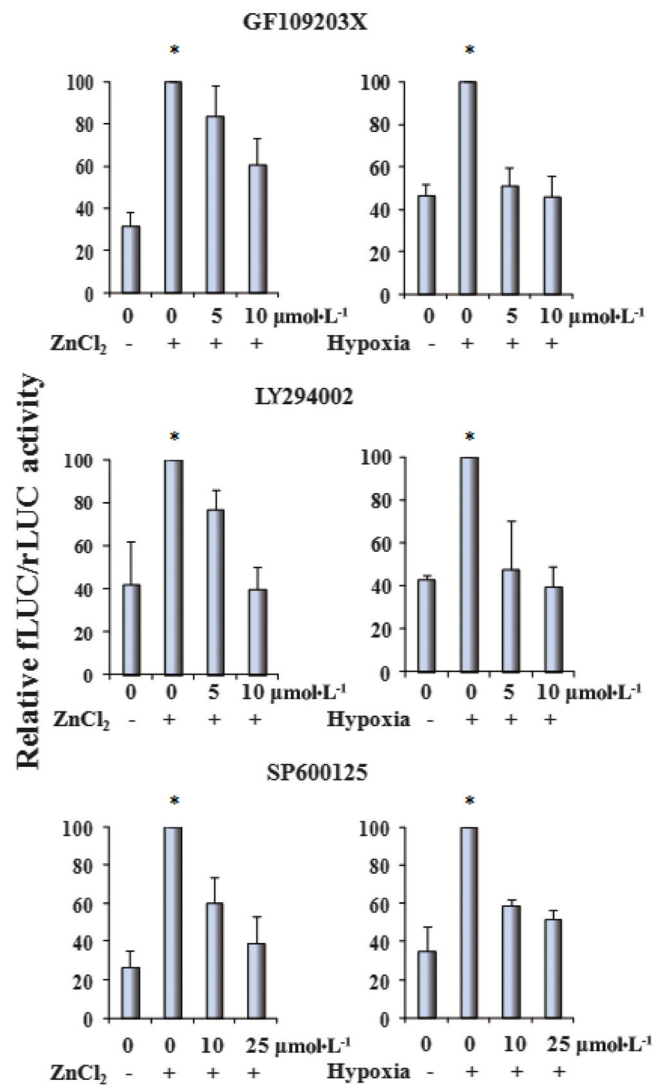 GF109203X
* *
100 100
80 80
60 60
40 40
20 20
0 0
0 0 5 10 μmol•L⁻¹ 0 0 5 10 μmol•L⁻¹
ZnCl₂ - + + + Hypoxia - + + +
Relative fLUC/rLUC activity
LY294002
* *
100 100
80 80
60 60
40 40
20 20
0 0
0 0 5 10 μmol•L⁻¹ 0 0 5 10 μmol•L⁻¹
ZnCl₂ - + + + Hypoxia - + + +
SP600125
* *
100 100
80 80
60 60
40 40
20 20
0 0
0 0 10 25 μmol•L⁻¹ 0 0 10 25 μmol•L⁻¹
ZnCl₂ - + + + Hypoxia - + + +